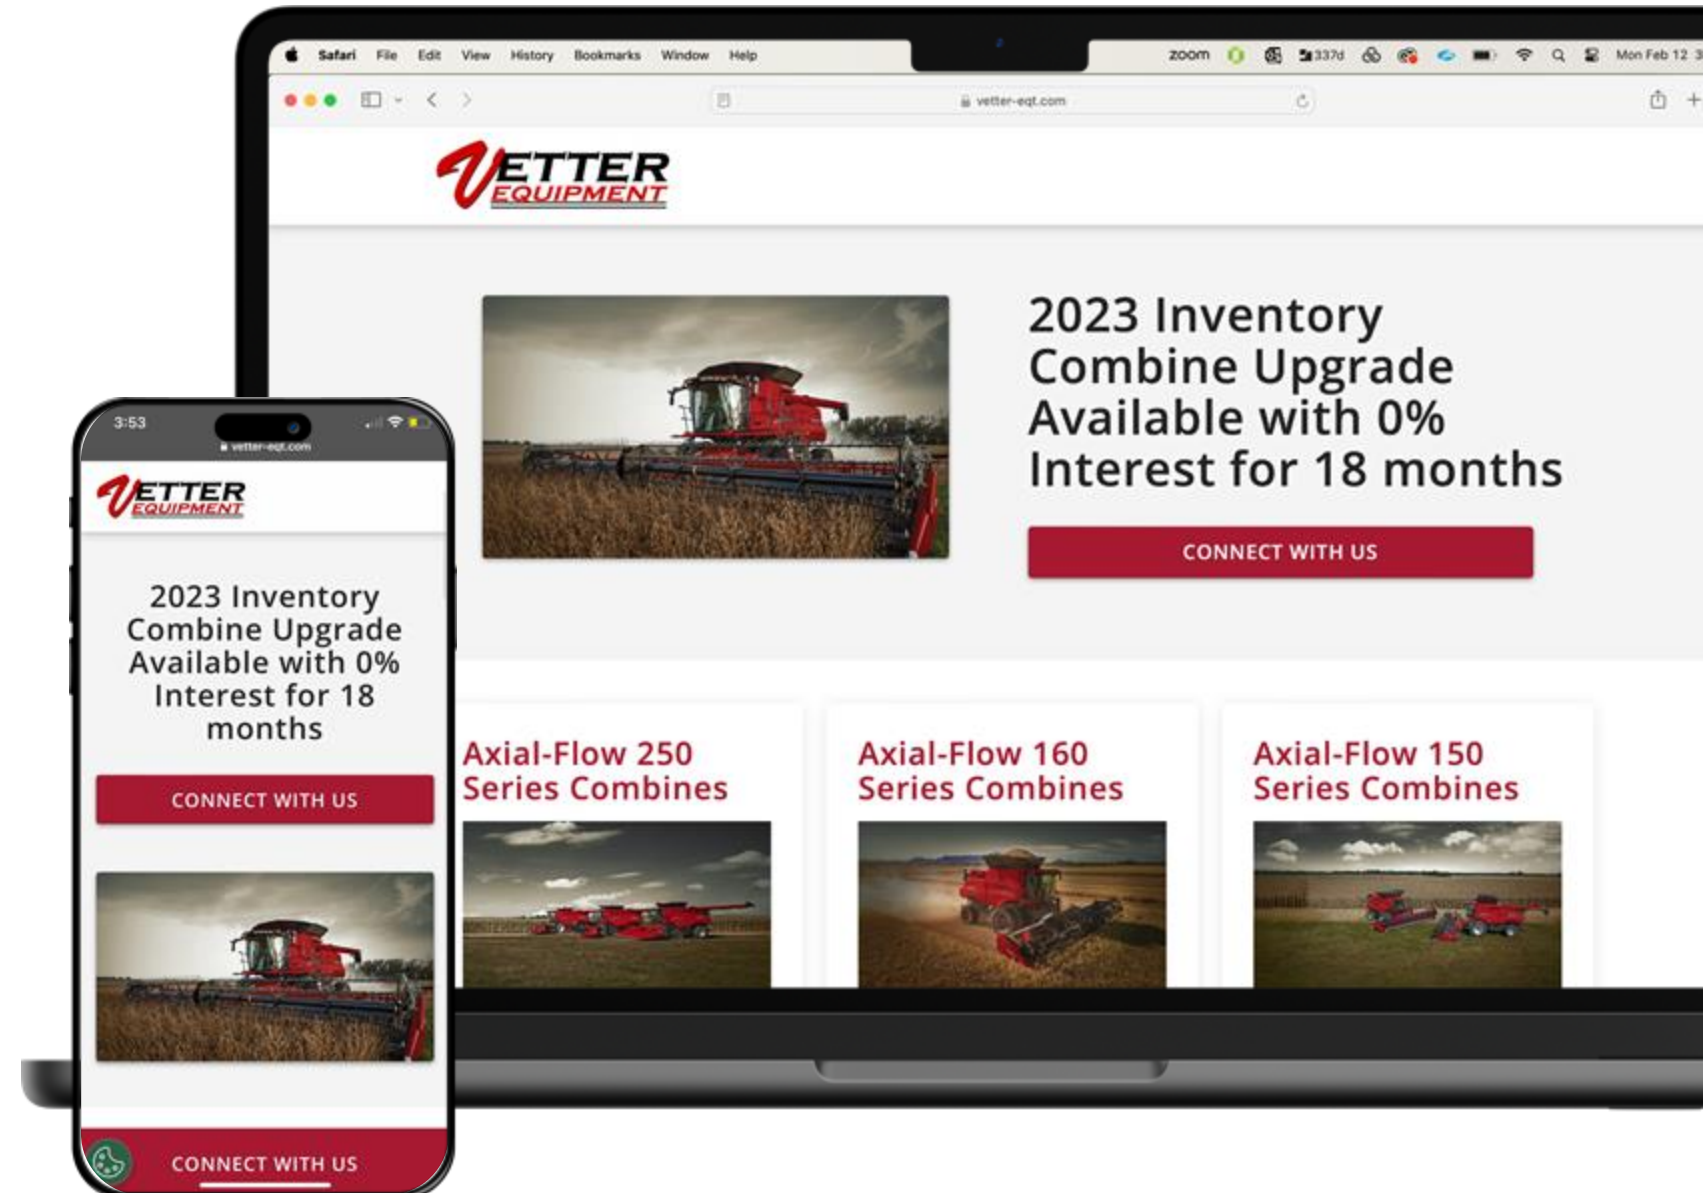 Safari File Edit View History Bookmarks Window Help
zoom 337d Mon Feb 12 3
vetter-eqt.com
VETTER
EQUIPMENT
2023 Inventory
Combine Upgrade
Available with 0%
Interest for 18 months
CONNECT WITH US
Axial-Flow 250
Series Combines
Axial-Flow 160
Series Combines
Axial-Flow 150
Series Combines
3:53
vetter-eqt.com
VETTER
EQUIPMENT
2023 Inventory
Combine Upgrade
Available with 0%
Interest for 18
months
CONNECT WITH US
CONNECT WITH US